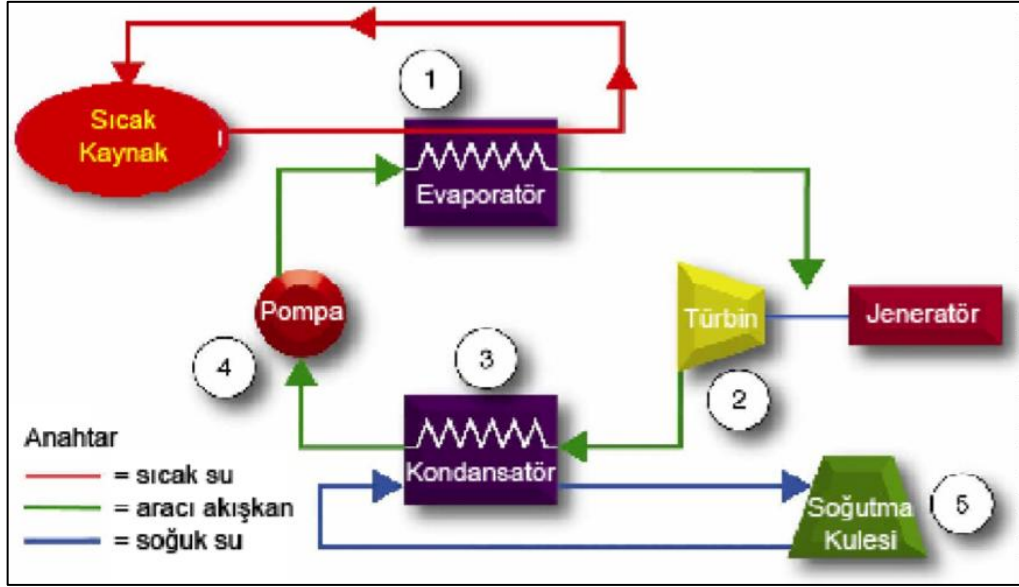 1
Sıcak
Kaynak
Evaporatör
Pompa
Türbin
Jeneratör
4
3
2
Anahtar
= sıcak su
= aracı akışkan
= soğuk su
Kondansatör
Soğutma
Kulesi
5